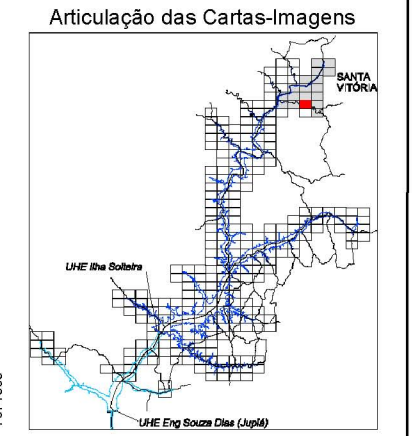 Articulação das Cartas-Imagens
SANTA
VITÓRIA
UHE Ilha Solteira
UHE Eng Souza Dias (Jupiá)